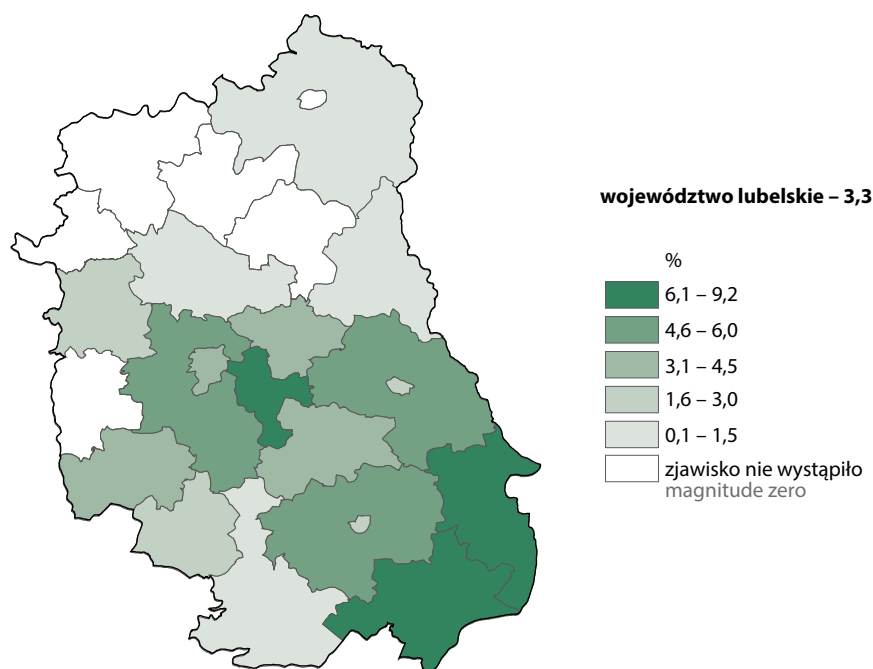 województwo lubelskie – 3,3
%
6,1 – 9,2
4,6 – 6,0
3,1 – 4,5
1,6 – 3,0
0,1 – 1,5
zjawisko nie wystąpiło
magnitude zero